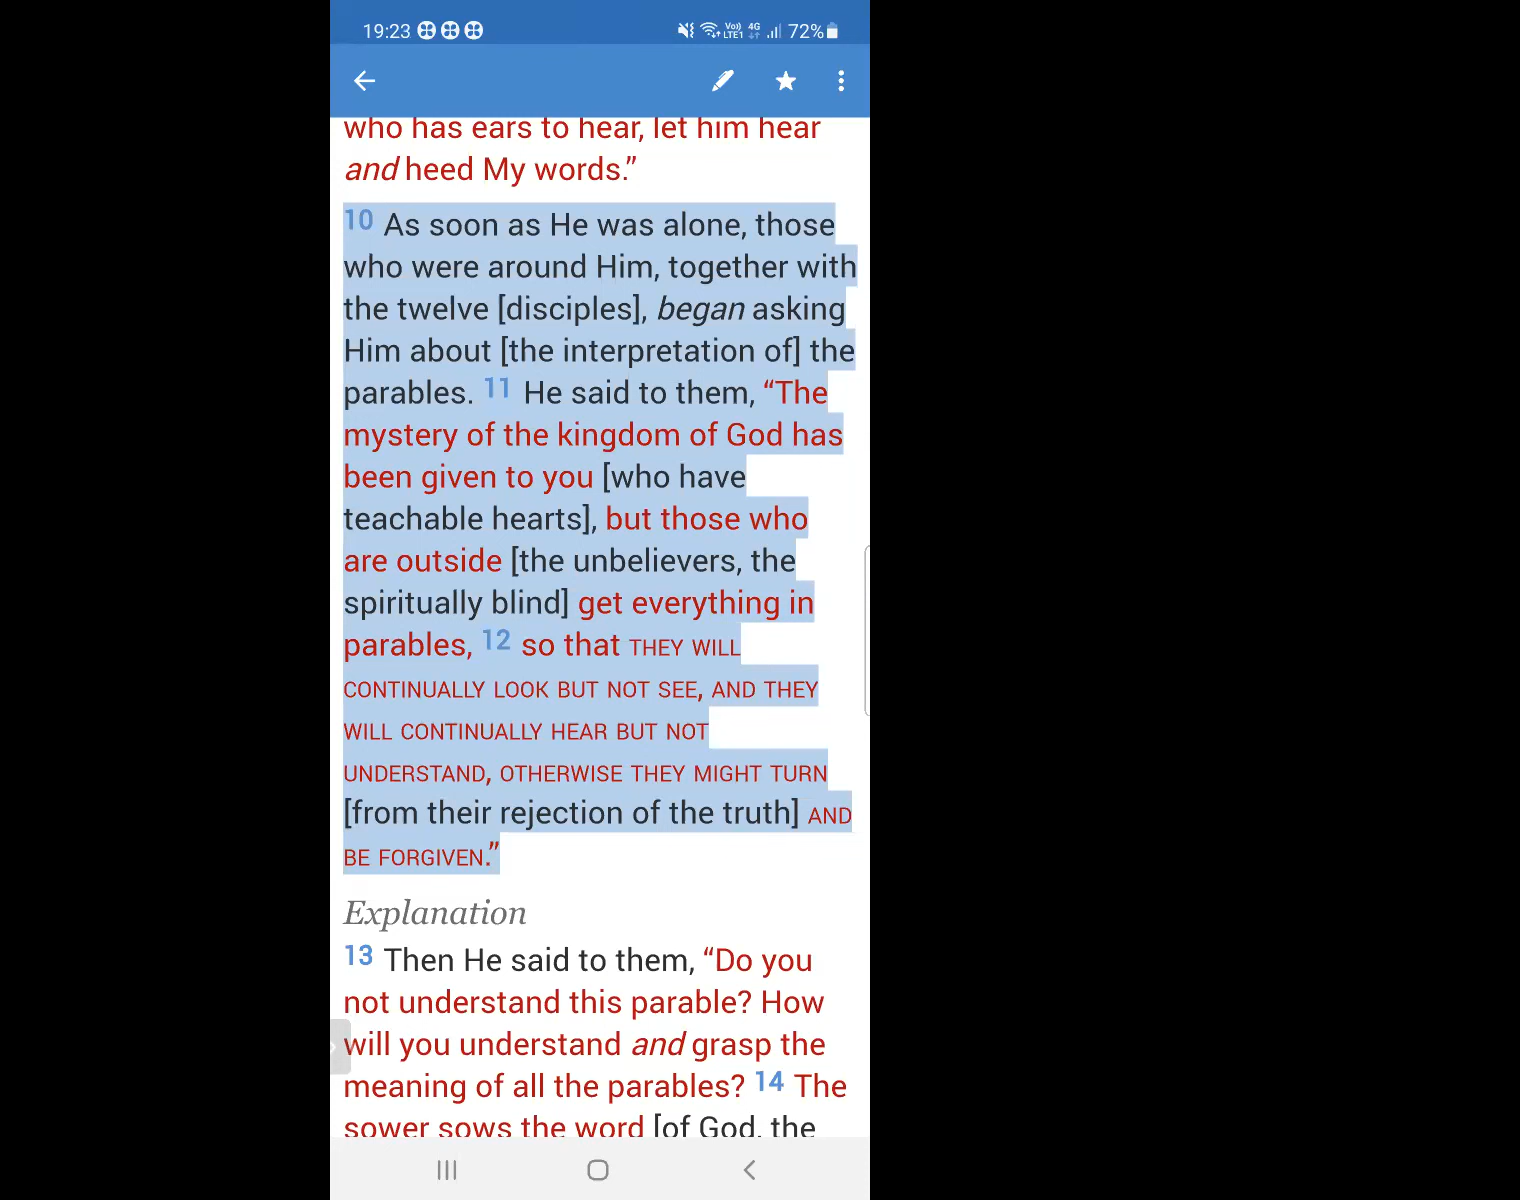 19:23 Vo) LTE1 4G 72%
who has ears to hear, let him hear
and heed My words.”
10 As soon as He was alone, those
who were around Him, together with
the twelve [disciples], began asking
Him about [the interpretation of] the
parables. 11 He said to them, “The
mystery of the kingdom of God has
been given to you [who have
teachable hearts], but those who
are outside [the unbelievers, the
spiritually blind] get everything in
parables, 12 so that THEY WILL
CONTINUALLY LOOK BUT NOT SEE, AND THEY
WILL CONTINUALLY HEAR BUT NOT
UNDERSTAND, OTHERWISE THEY MIGHT TURN
[from their rejection of the truth] AND
BE FORGIVEN.”
Explanation
13 Then He said to them, “Do you
not understand this parable? How
will you understand and grasp the
meaning of all the parables? 14 The
sower sows the word [of God, the